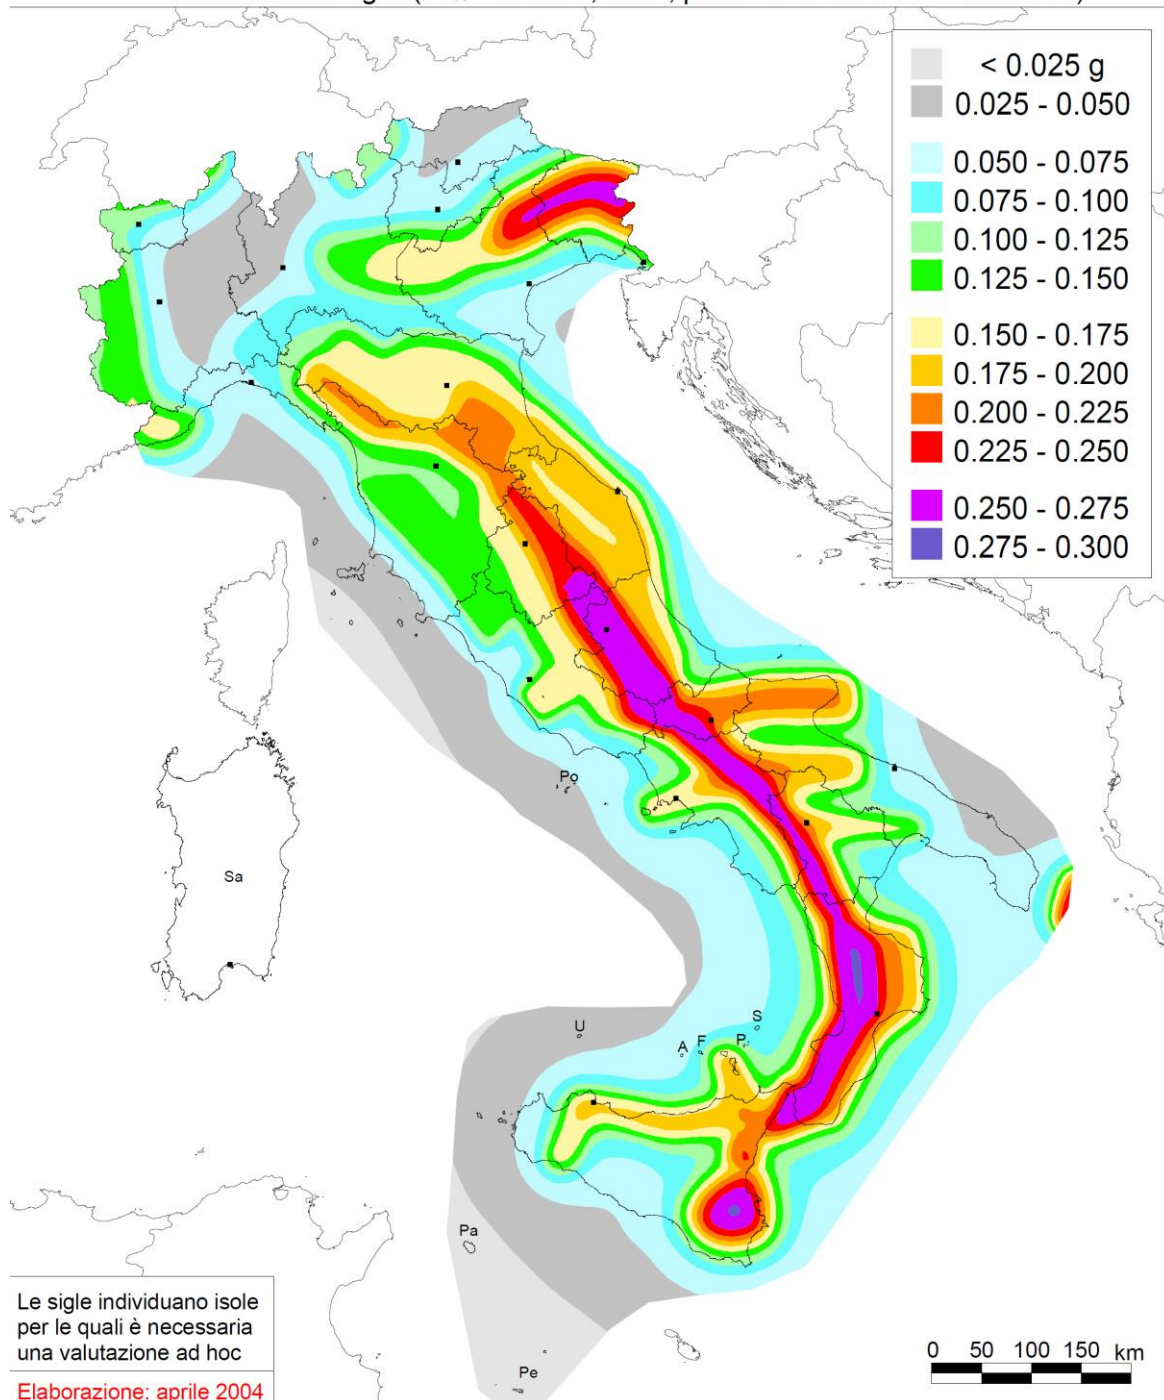 < 0.025 g
0.025 - 0.050
0.050 - 0.075
0.075 - 0.100
0.100 - 0.125
0.125 - 0.150
0.150 - 0.175
0.175 - 0.200
0.200 - 0.225
0.225 - 0.250
0.250 - 0.275
0.275 - 0.300
Po
Sa
S
U
A F P
Pa
Pe
Le sigle individuano isole
per le quali è necessaria
una valutazione ad hoc
Elaborazione: aprile 2004
0 50 100 150 km